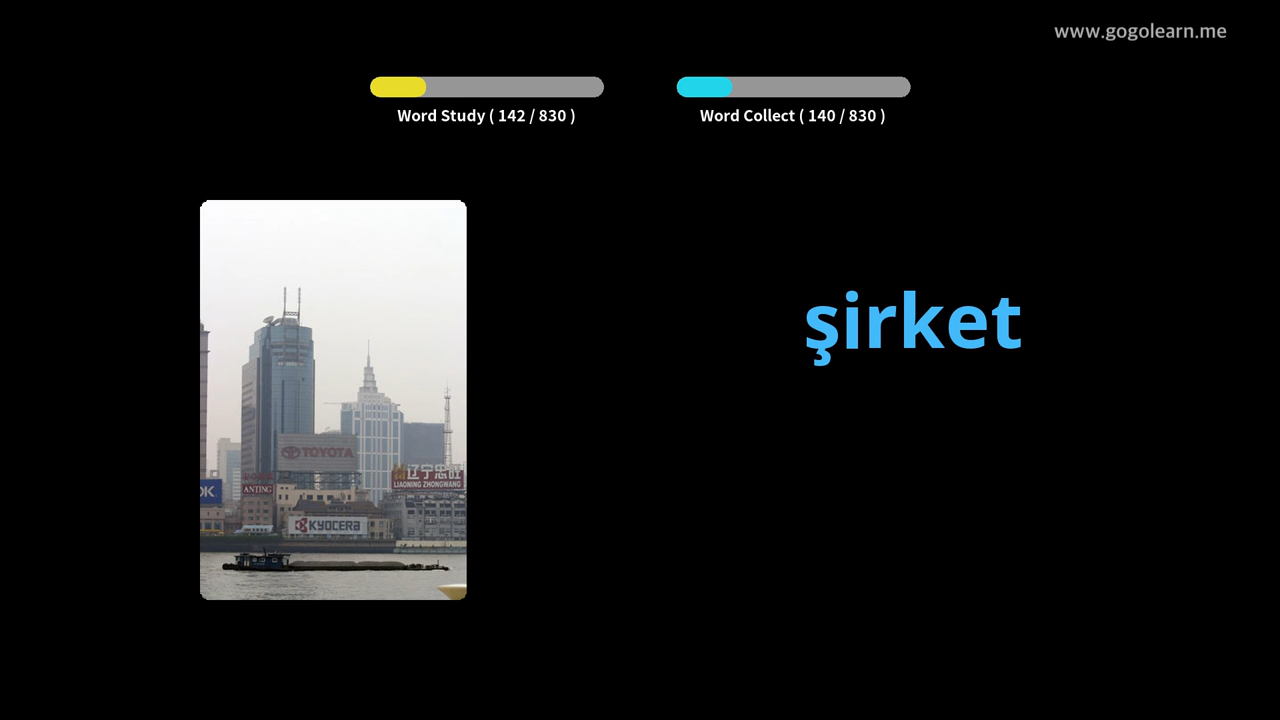 www.gogolearn.me
Word Study ( 142 / 830 )
Word Collect ( 140 / 830 )
şirket
TOYOTA
辽宁忠旺
LIAONING ZHONGWANG
ANTING
OK
KYOCERA